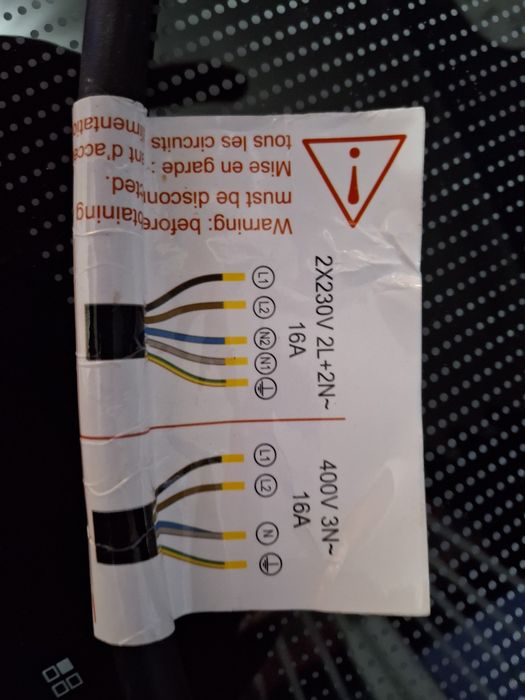 Warning: before obtaining
must be disconnected.
Mise en garde :
tous les circuits
2X230V 2L+2N~
16A
L1
L2
N2
N1
400V 3N~
16A
L1
L2
N